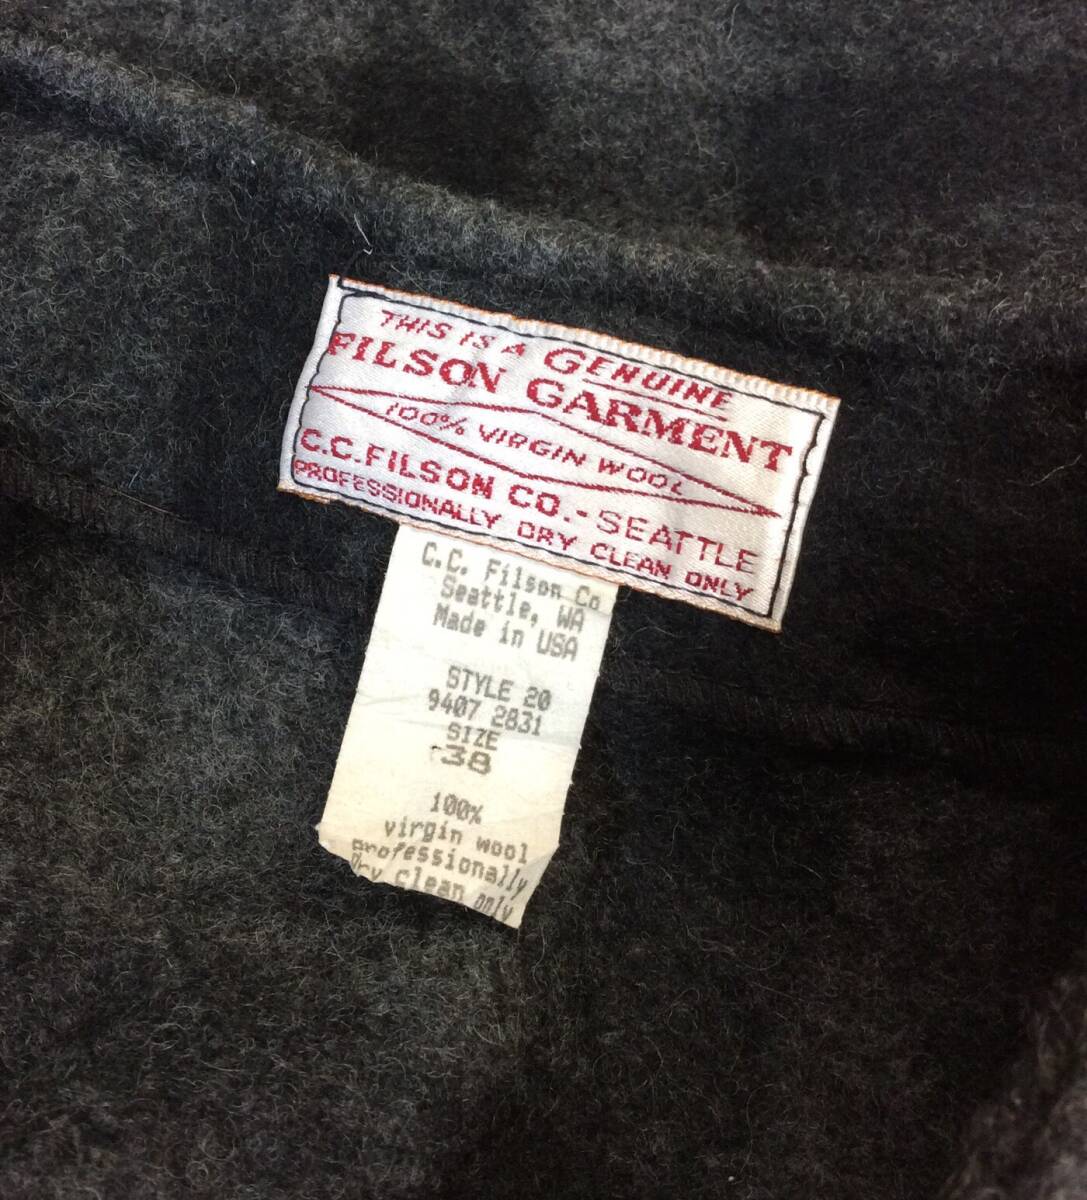 THIS IS A GENUINE
FILSON GARMENT
100% VIRGIN WOOL
C.C.FILSON CO.-SEATTLE
PROFESSIONALLY DRY CLEAN ONLY
C.C. Filson Co
Seattle, WA
Made in USA
STYLE 20
9407 2831
SIZE
38
100%
virgin wool
Professionally
Dry Clean only